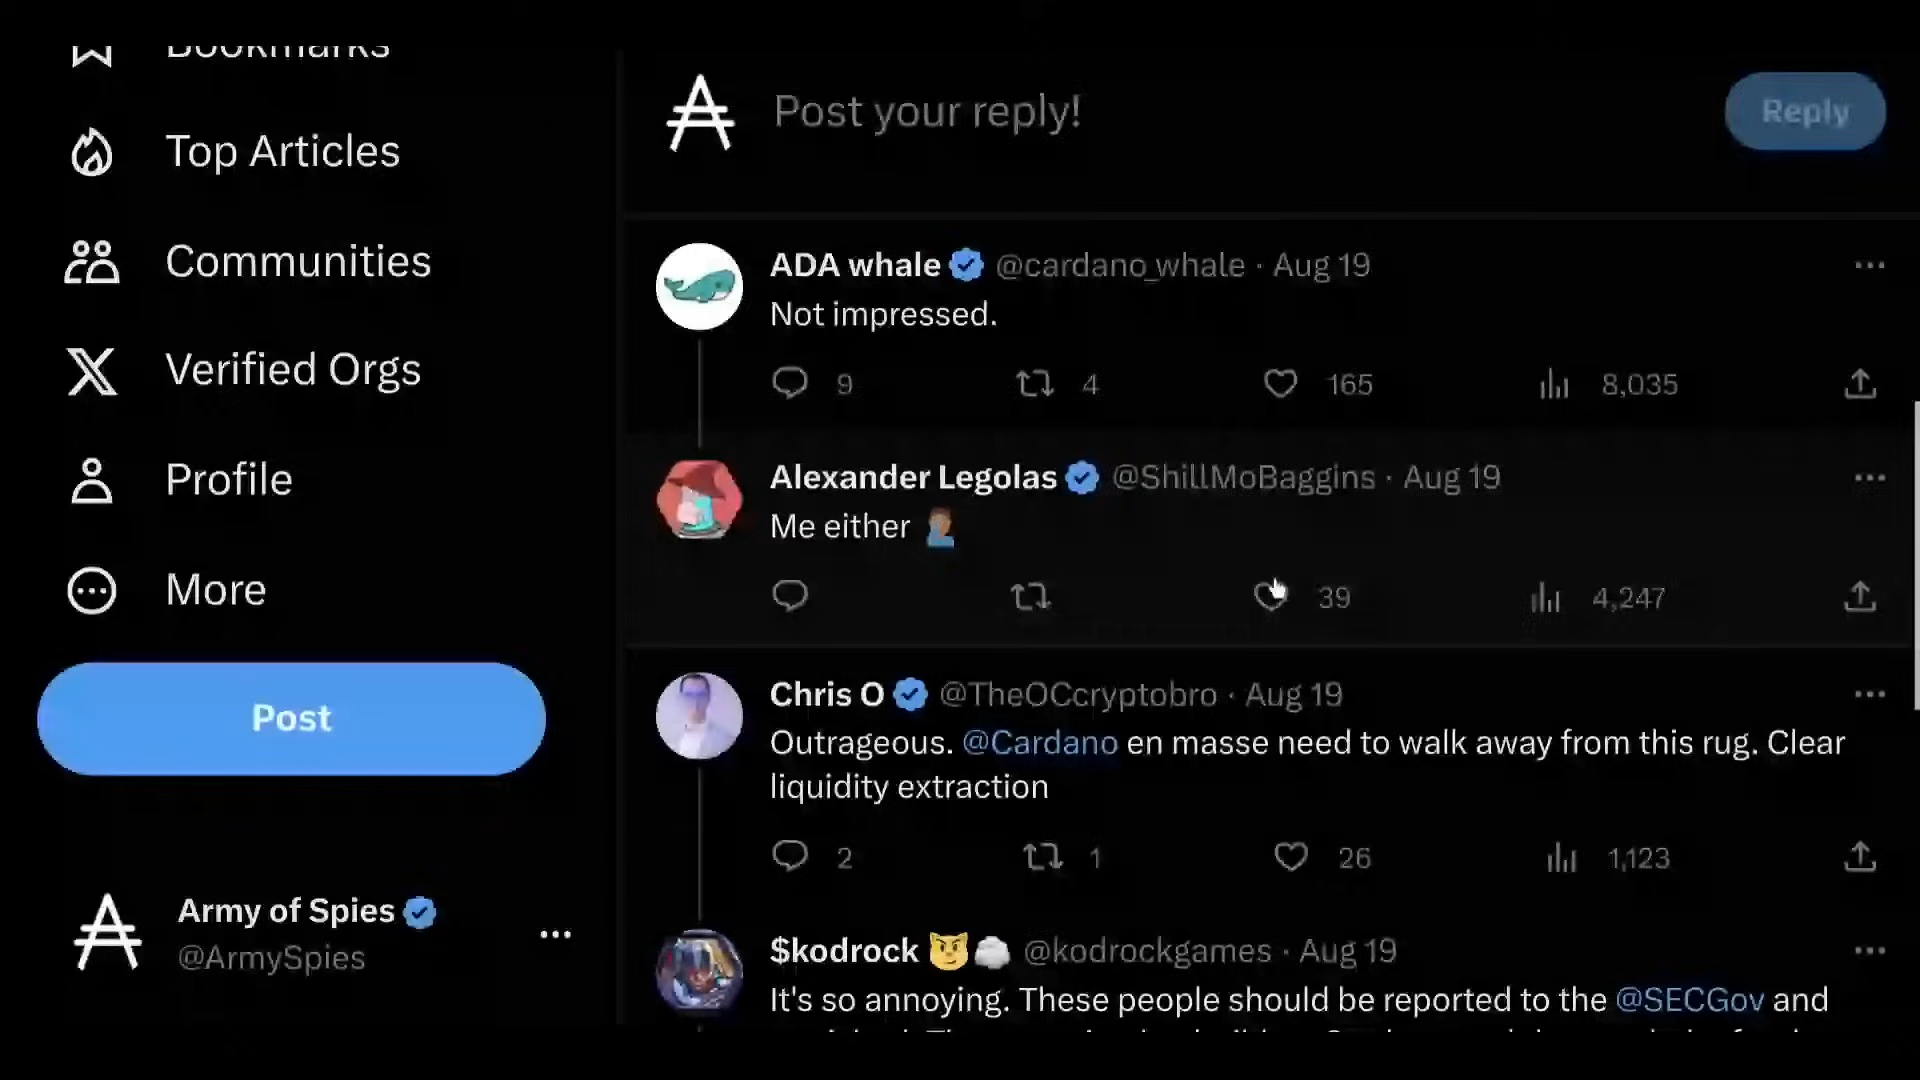 Bookmarks
Top Articles
Communities
Verified Orgs
Profile
More
Post
Army of Spies
@ArmySpies
Post your reply!
Reply
ADA whale @cardano_whale · Aug 19
Not impressed.
9 4 165 8,035
Alexander Legolas @ShillMoBaggins · Aug 19
Me either
39 4,247
Chris O @TheOCcryptobro · Aug 19
Outrageous. @Cardano en masse need to walk away from this rug. Clear
liquidity extraction
2 1 26 1,123
$kodrock @kodrockgames · Aug 19
It's so annoying. These people should be reported to the @SECGov and